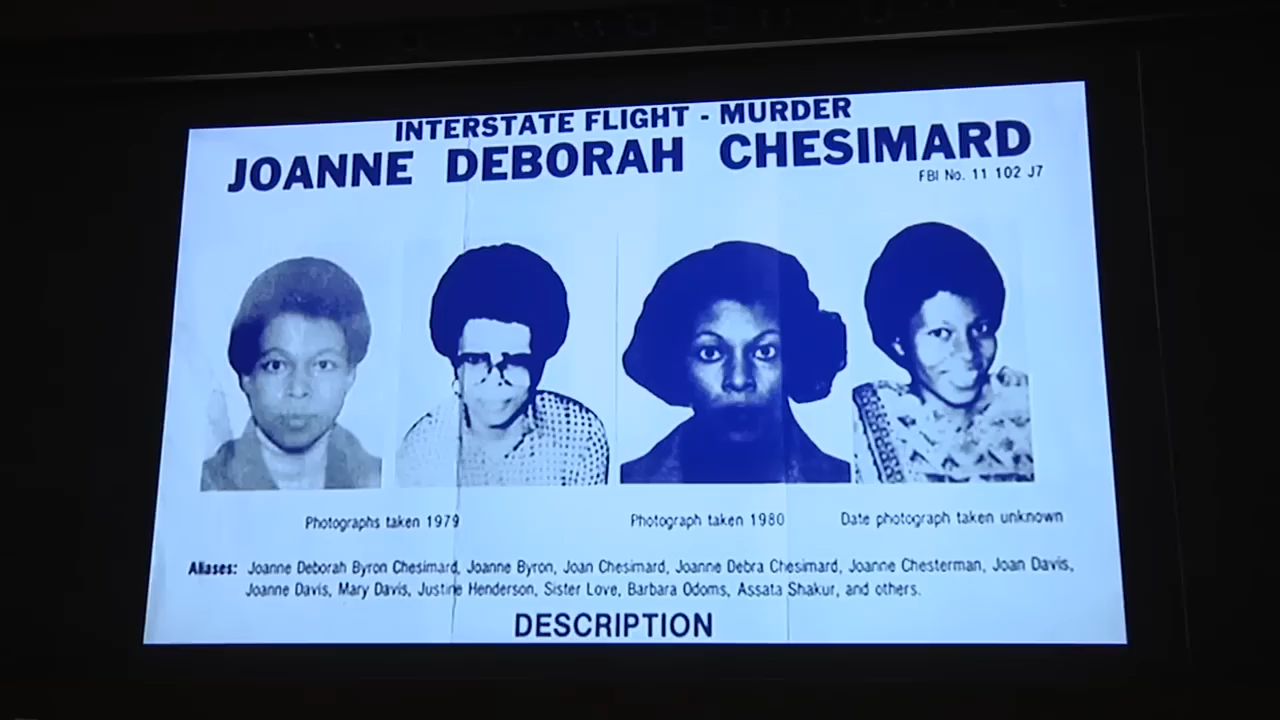 INTERSTATE FLIGHT - MURDER
JOANNE DEBORAH CHESIMARD
FBI No. 11 102 J7
Photographs taken 1979
Photograph taken 1980
Date photograph taken unknown
Aliases: Joanne Deborah Byron Chesimard, Joanne Byron, Joan Chesimard, Joanne Debra Chesimard, Joanne Chesterman, Joan Davis,
Joanne Davis, Mary Davis, Justine Henderson, Sister Love, Barbara Odoms, Assata Shakur, and others.
DESCRIPTION